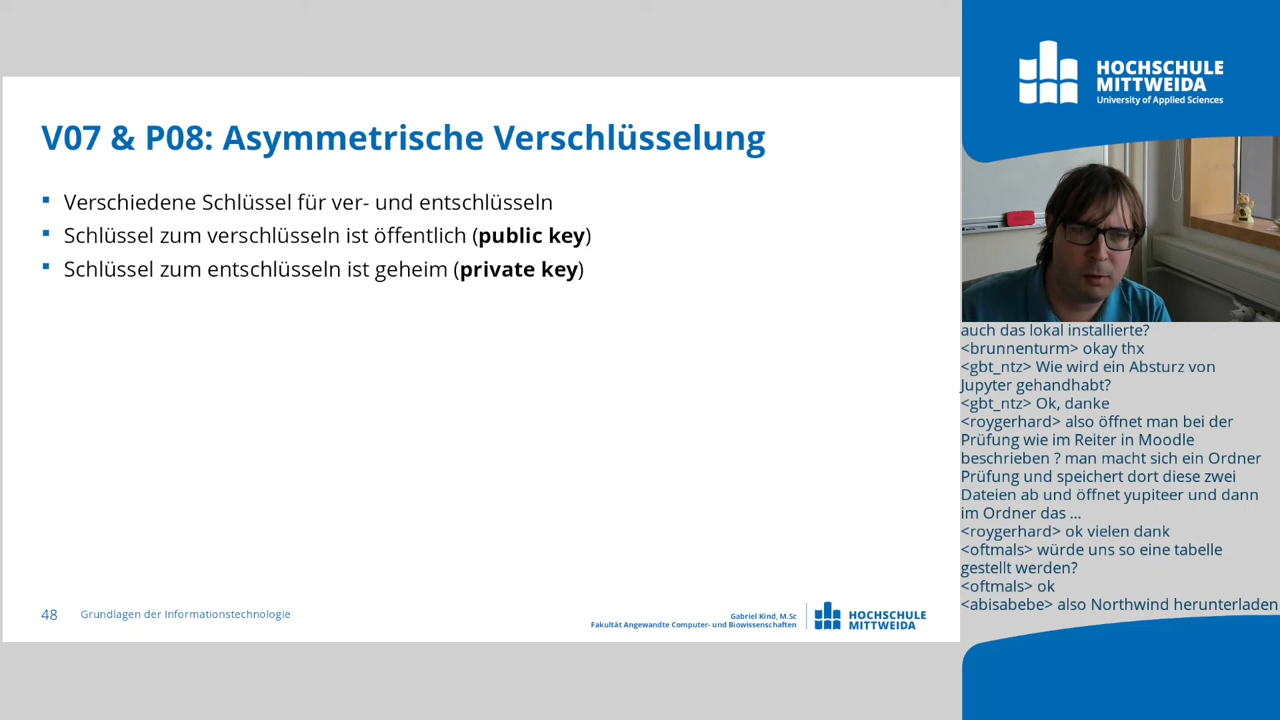 V07 & P08: Asymmetrische Verschlüsselung
Verschiedene Schlüssel für ver- und entschlüsseln
Schlüssel zum verschlüsseln ist öffentlich (public key)
Schlüssel zum entschlüsseln ist geheim (private key)
48 Grundlagen der Informationstechnologie
Gabriel Kind, M.Sc
Fakultät Angewandte Computer- und Biowissenschaften
HOCHSCHULE
MITTWEIDA
HOCHSCHULE
MITTWEIDA
University of Applied Sciences
auch das lokal installierte?
<brunnenturm> okay thx
<gbt_ntz> Wie wird ein Absturz von
Jupyter gehandhabt?
<gbt_ntz> Ok, danke
<roygerhard> also öffnet man bei der
Prüfung wie im Reiter in Moodle
beschrieben ? man macht sich ein Ordner
Prüfung und speichert dort diese zwei
Dateien ab und öffnet yupiteer und dann
im Ordner das ...
<roygerhard> ok vielen dank
<oftmals> würde uns so eine tabelle
gestellt werden?
<oftmals> ok
<abisabebe> also Northwind herunterladen